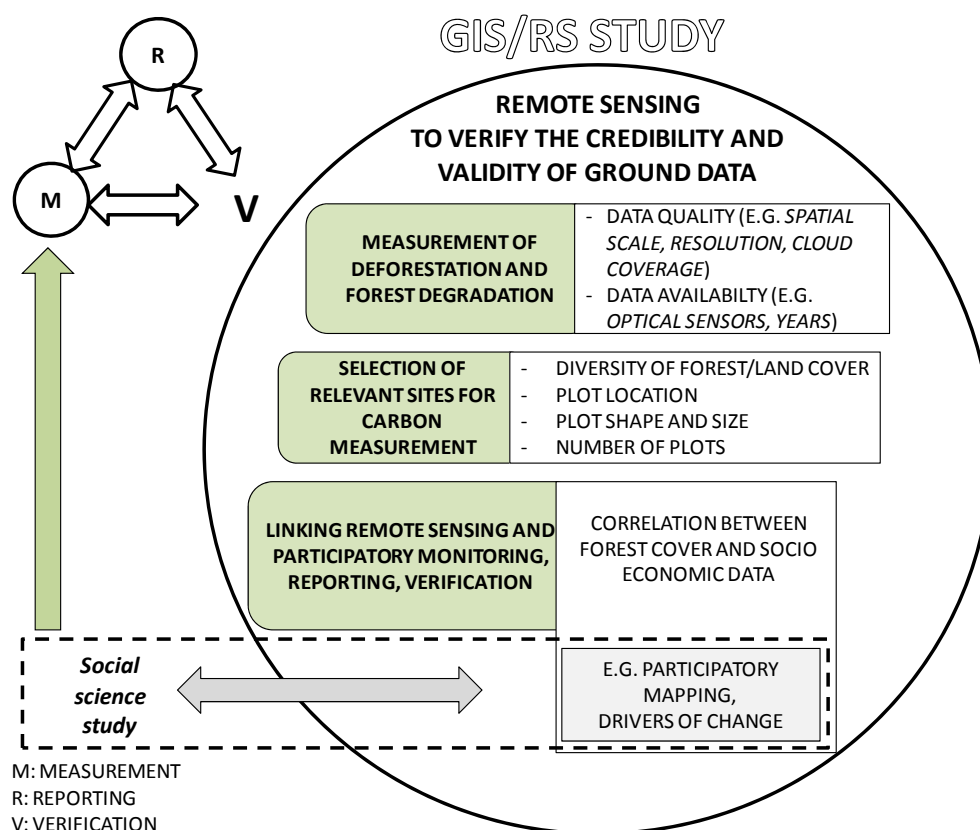 GIS/RS STUDY
R
M
V
REMOTE SENSING
TO VERIFY THE CREDIBILITY AND
VALIDITY OF GROUND DATA
MEASUREMENT OF
DEFORESTATION AND
FOREST DEGRADATION
- DATA QUALITY (E.G. SPATIAL
SCALE, RESOLUTION, CLOUD
COVERAGE)
- DATA AVAILABILTY (E.G.
OPTICAL SENSORS, YEARS)
SELECTION OF
RELEVANT SITES FOR
CARBON
MEASUREMENT
- DIVERSITY OF FOREST/LAND COVER
- PLOT LOCATION
- PLOT SHAPE AND SIZE
- NUMBER OF PLOTS
LINKING REMOTE SENSING AND
PARTICIPATORY MONITORING,
REPORTING, VERIFICATION
CORRELATION BETWEEN
FOREST COVER AND SOCIO
ECONOMIC DATA
Social
science
study
E.G. PARTICIPATORY
MAPPING,
DRIVERS OF CHANGE
M: MEASUREMENT
R: REPORTING
V: VERIFICATION